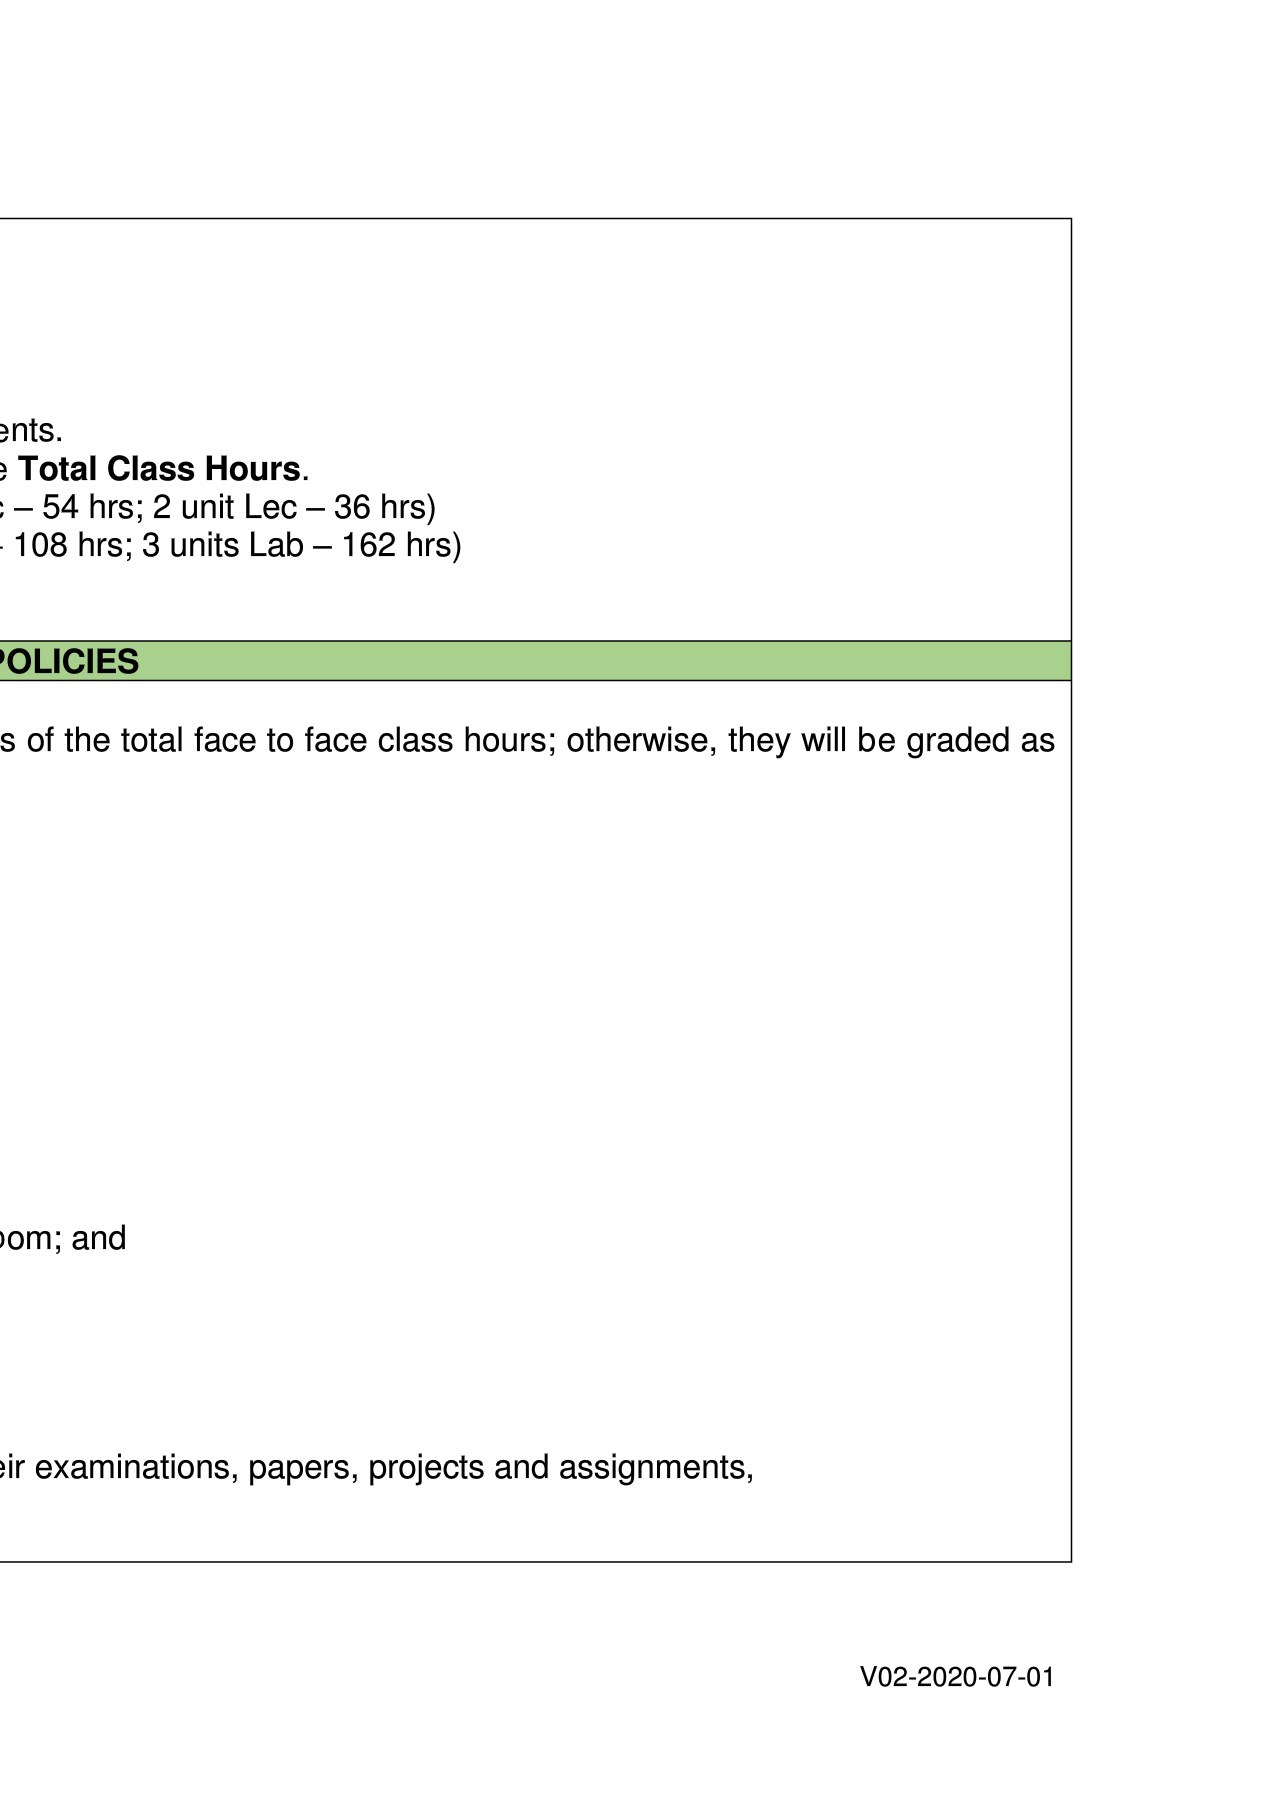 ents.
e Total Class Hours.
c – 54 hrs; 2 unit Lec – 36 hrs)
- 108 hrs; 3 units Lab – 162 hrs)
POLICIES
s of the total face to face class hours; otherwise, they will be graded as
oom; and
eir examinations, papers, projects and assignments,
V02-2020-07-01